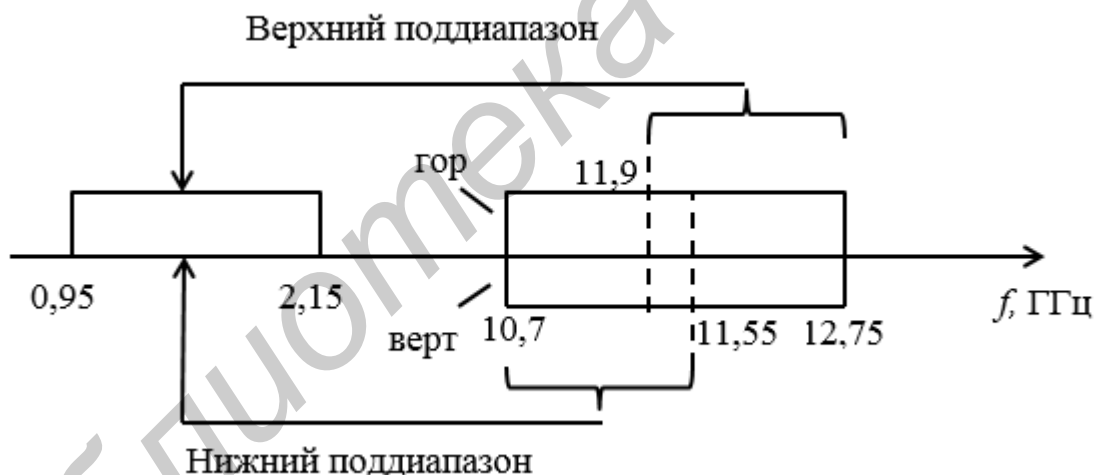 Верхний поддиапазон
гор
11,9
0,95
2,15
верт
10,7
11,55
12,75
f, ГГц
Нижний поддиапазон
блиотека